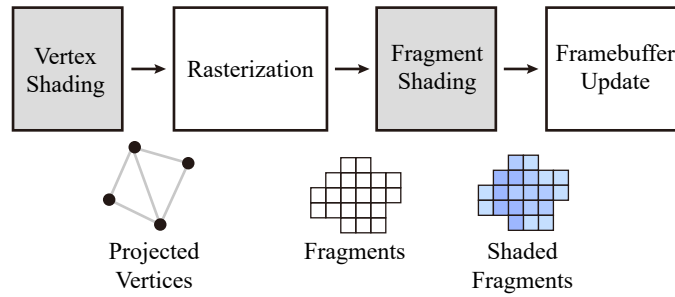 Vertex
Shading
Rasterization
Fragment
Shading
Framebuffer
Update
Projected
Vertices
Fragments
Shaded
Fragments